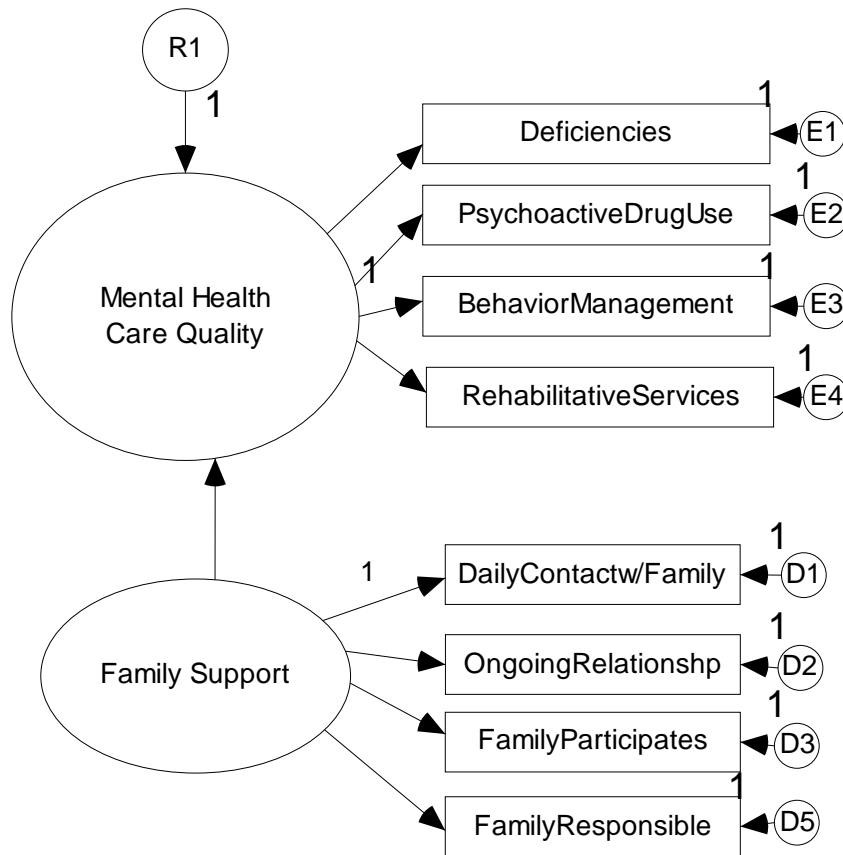 R1
1
1
Deficiencies
E1
1
PsychoactiveDrugUse
E2
1
1
BehaviorManagement
E3
Mental Health
Care Quality
1
RehabilitativeServices
E4
1
1
DailyContactw/Family
D1
1
OngoingRelationshp
D2
Family Support
1
FamilyParticipates
D3
1
FamilyResponsible
D5